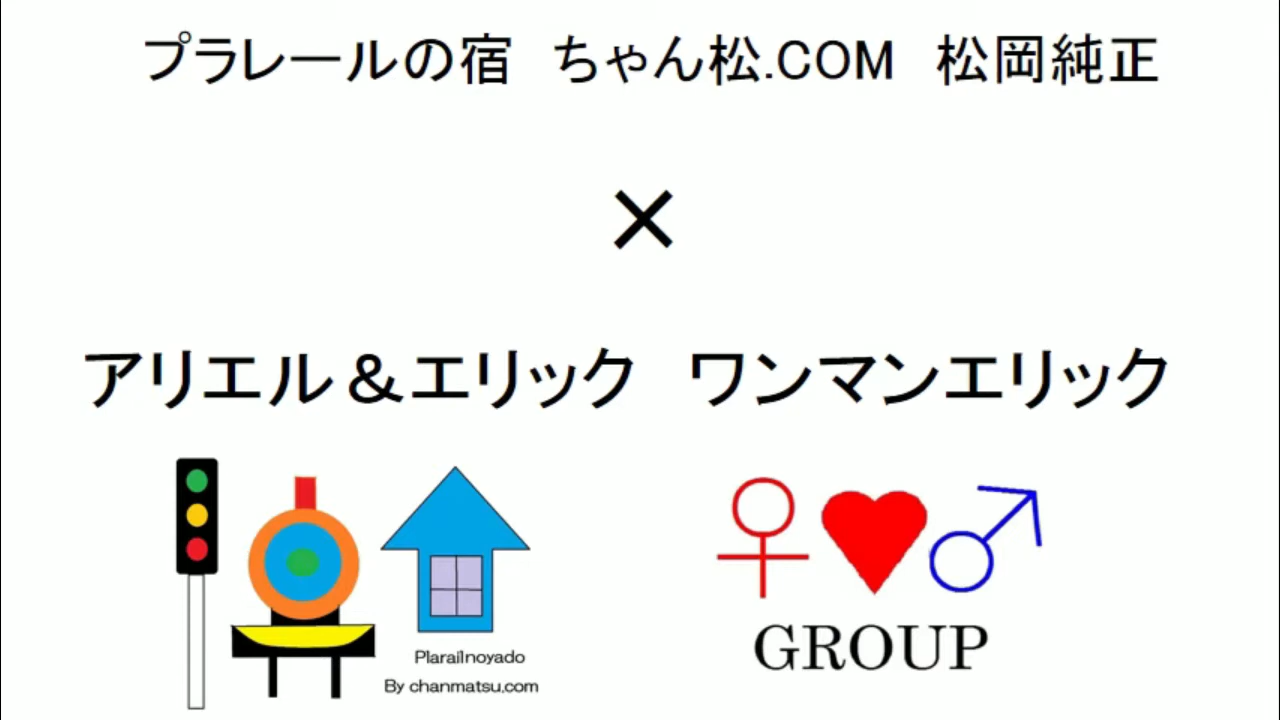 プラレールの宿　ちゃん松.COM　松岡純正
×
アリエル＆エリック　ワンマンエリック
Plarailnoyado
By chanmatsu.com
GROUP